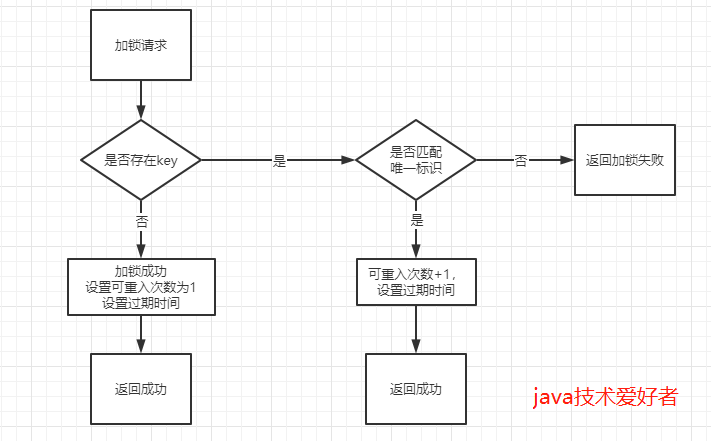 加锁请求
是否存在key
是
是否匹配
唯一标识
否
返回加锁失败
否
是
加锁成功
设置可重入次数为1
设置过期时间
可重入次数+1,
设置过期时间
返回成功
返回成功
java技术爱好者